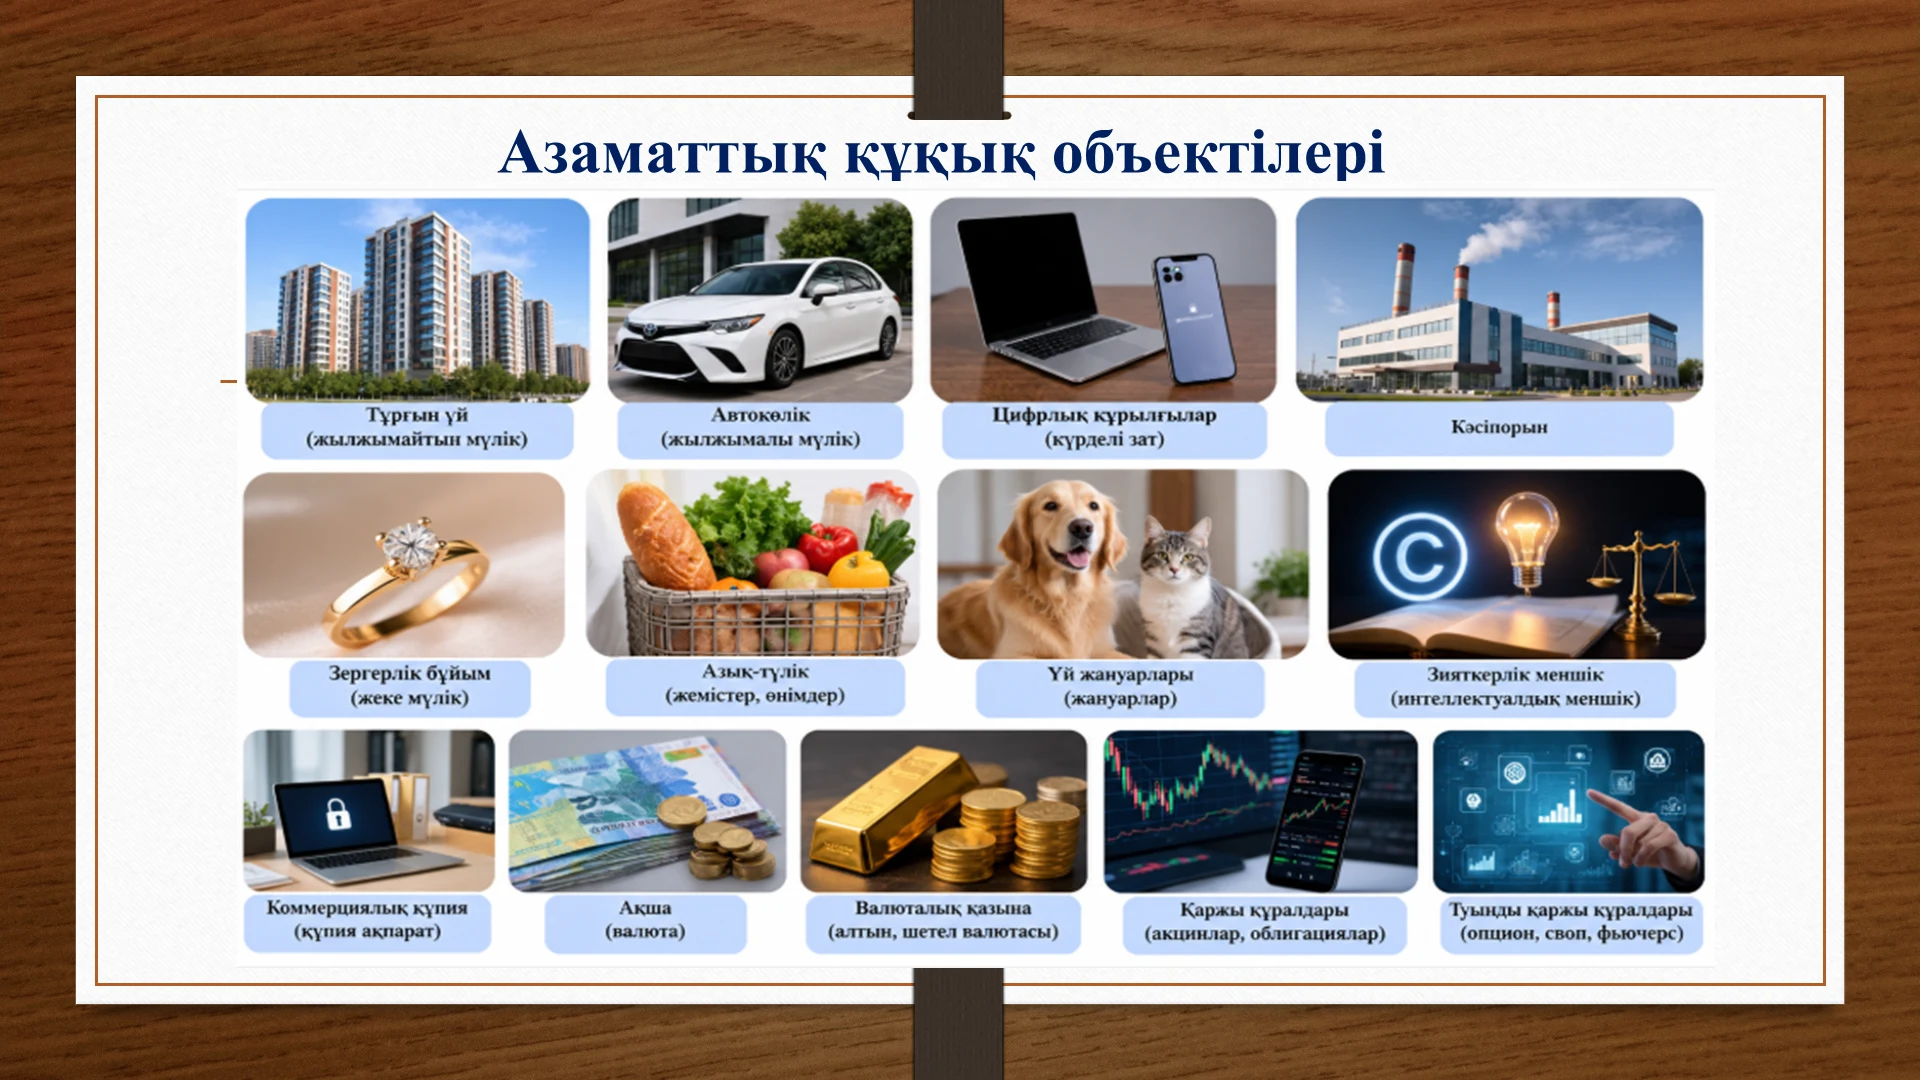 Азаматтық құқық объектілері
Тұрғын үй
(жылжымайтын мүлік)
Автокөлік
(жылжымалы мүлік)
Цифрлық құрылғылар
(күрделі зат)
Кәсіпорын
Зергерлік бұйым
(жеке мүлік)
Азық-түлік
(жемістер, өнімдер)
Үй жануарлары
(жануарлар)
Зияткерлік меншік
(интеллектуалдық меншік)
Коммерциялық құпия
(құпия ақпарат)
Ақша
(валюта)
Валюталық қазына
(алтын, шетел валютасы)
Қаржы құралдары
(акцинлар, облигациялар)
Туынды қаржы құралдары
(опцион, своп, фьючерс)